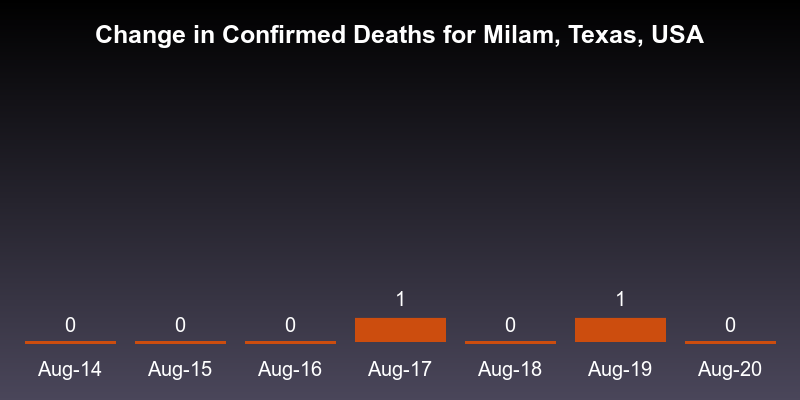 Change in Confirmed Deaths for Milam, Texas, USA
0 0 0 1 0 1 0
Aug-14 Aug-15 Aug-16 Aug-17 Aug-18 Aug-19 Aug-20